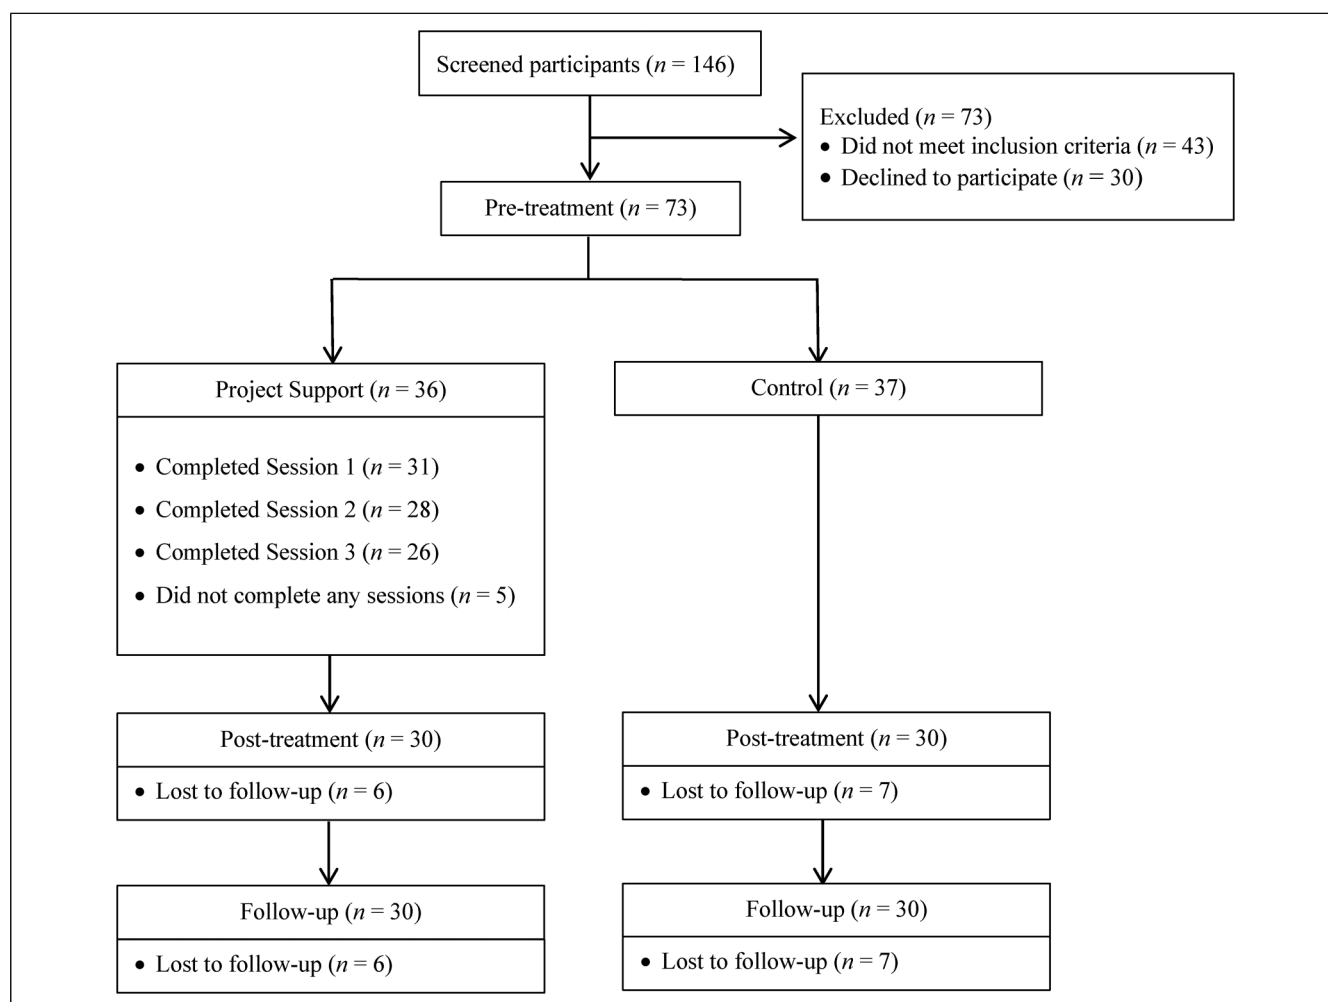 Screened participants (n = 146)
Excluded (n = 73)
• Did not meet inclusion criteria (n = 43)
• Declined to participate (n = 30)
Pre-treatment (n = 73)
Project Support (n = 36)
• Completed Session 1 (n = 31)
• Completed Session 2 (n = 28)
• Completed Session 3 (n = 26)
• Did not complete any sessions (n = 5)
Control (n = 37)
Post-treatment (n = 30)
• Lost to follow-up (n = 6)
Post-treatment (n = 30)
• Lost to follow-up (n = 7)
Follow-up (n = 30)
• Lost to follow-up (n = 6)
Follow-up (n = 30)
• Lost to follow-up (n = 7)